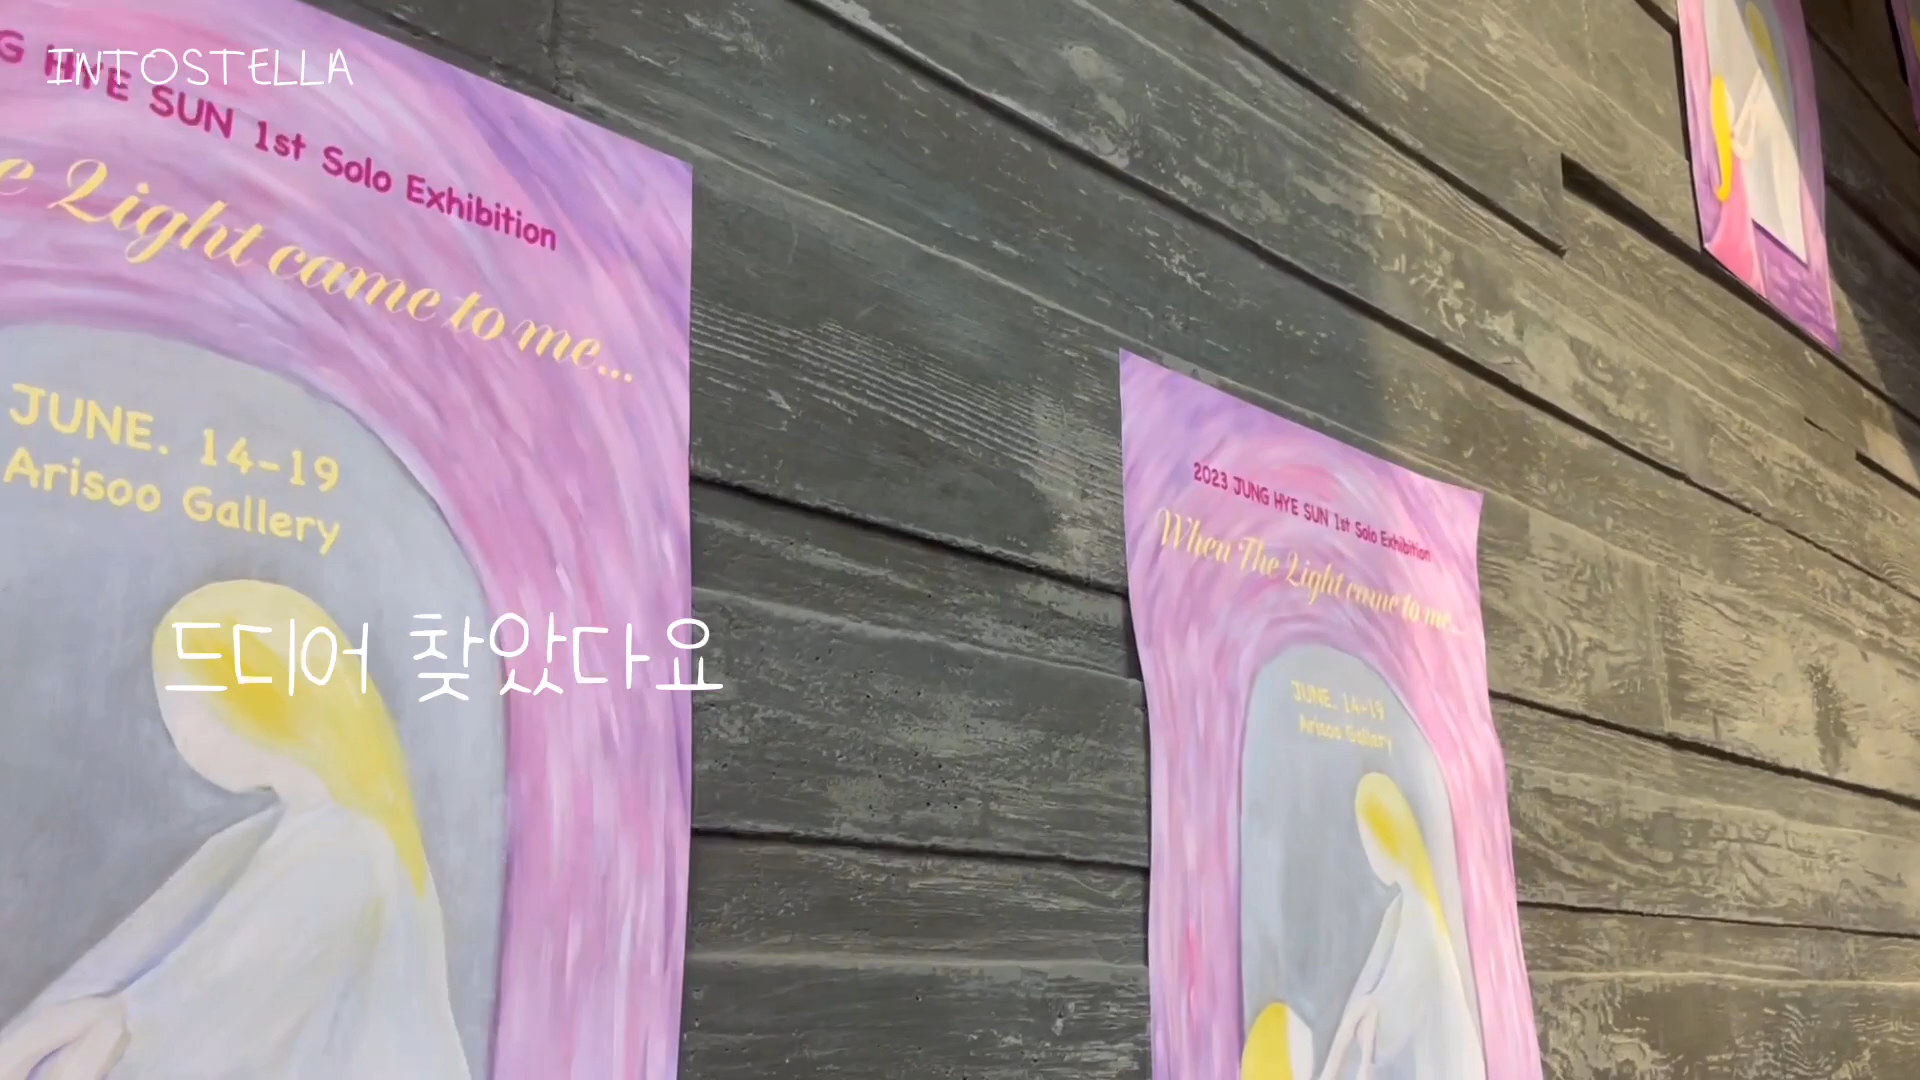 INTOSTELLA
G HYE SUN 1st Solo Exhibition
e Light came to me...
JUNE. 14-19
Arisoo Gallery
드디어 찾았다요
2023 JUNG HYE SUN 1st Solo Exhibition
When The Light came to me...
JUNE. 14-19
Arisoo Gallery